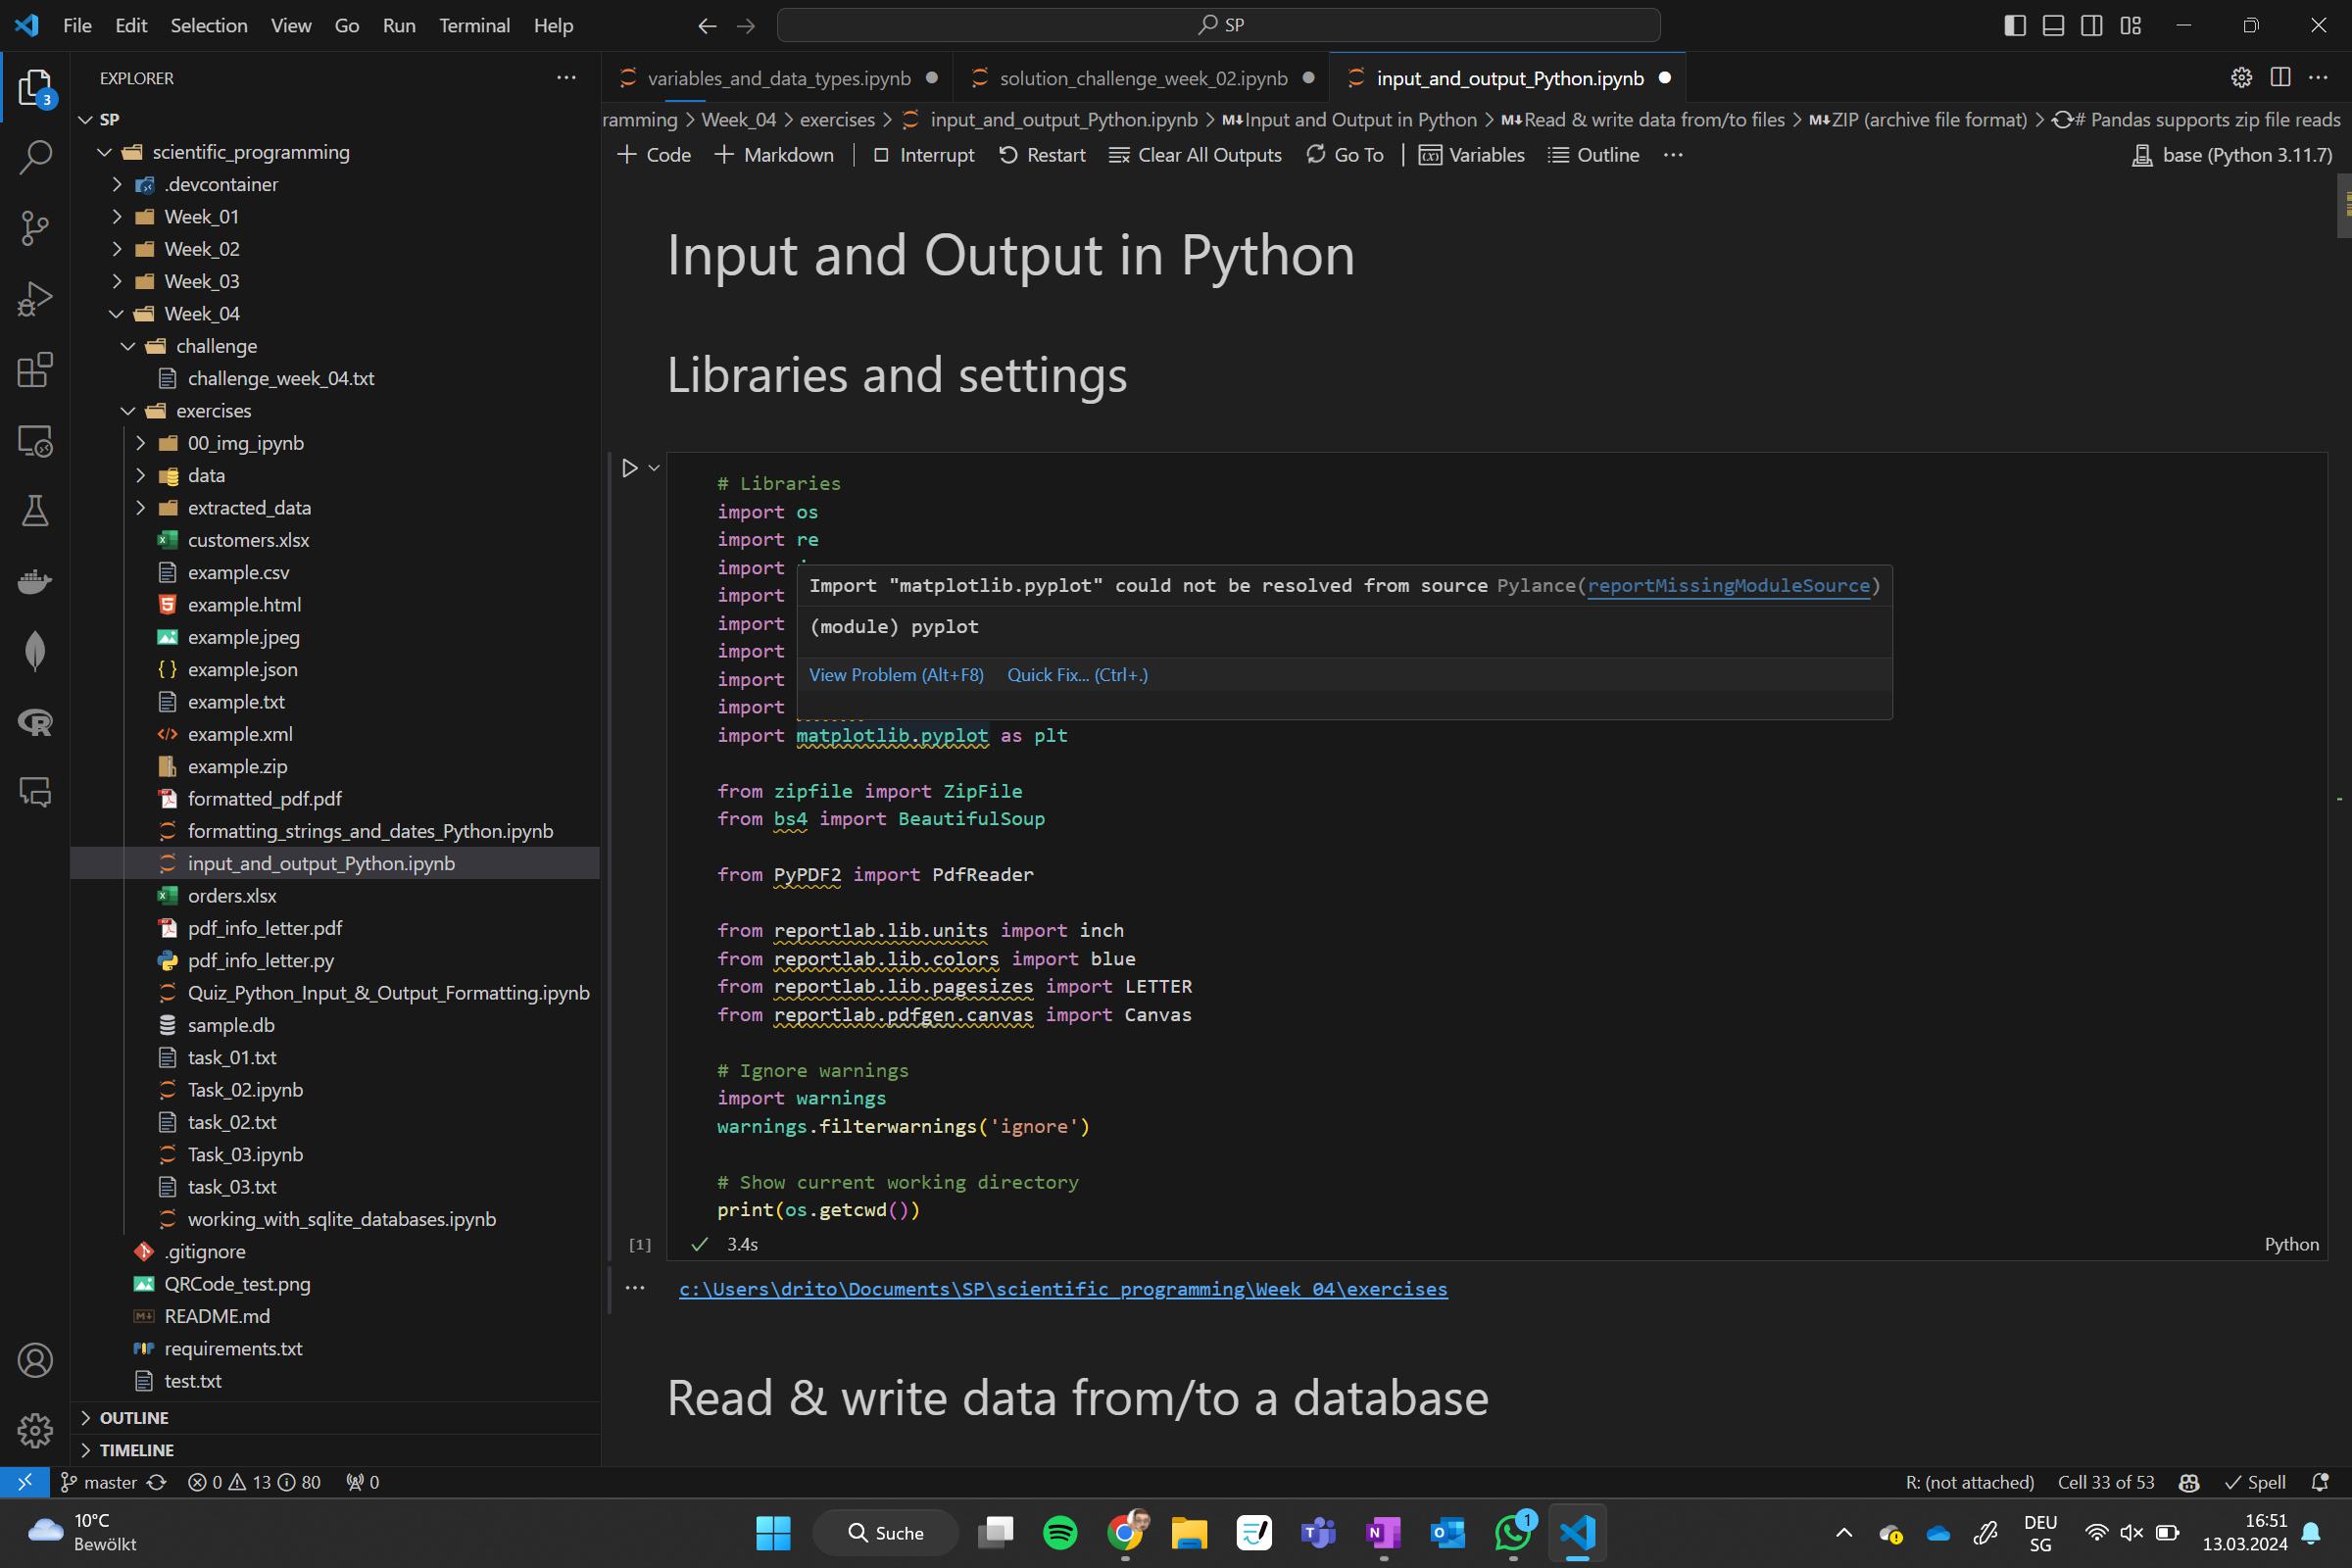 File Edit Selection View Go Run Terminal Help
SP
EXPLORER
variables_and_data_types.ipynb
solution_challenge_week_02.ipynb
input_and_output_Python.ipynb
ramming > Week_04 > exercises > input_and_output_Python.ipynb > M↓Input and Output in Python > M↓Read & write data from/to files > M↓ZIP (archive file format) > # Pandas supports zip file reads
+ Code + Markdown | Interrupt Restart Clear All Outputs Go To | Variables Outline ...
base (Python 3.11.7)
3
SP
scientific_programming
.devcontainer
Week_01
Week_02
Week_03
Week_04
challenge
challenge_week_04.txt
exercises
00_img_ipynb
data
extracted_data
customers.xlsx
example.csv
example.html
example.jpeg
example.json
example.txt
example.xml
example.zip
formatted_pdf.pdf
formatting_strings_and_dates_Python.ipynb
input_and_output_Python.ipynb
orders.xlsx
pdf_info_letter.pdf
pdf_info_letter.py
Quiz_Python_Input_&_Output_Formatting.ipynb
sample.db
task_01.txt
Task_02.ipynb
task_02.txt
Task_03.ipynb
task_03.txt
working_with_sqlite_databases.ipynb
.gitignore
QRCode_test.png
README.md
requirements.txt
test.txt
OUTLINE
TIMELINE
Input and Output in Python
Libraries and settings
# Libraries
import os
import re
import
import
import
import
import
import
Import "matplotlib.pyplot" could not be resolved from source Pylance(reportMissingModuleSource)
(module) pyplot
View Problem (Alt+F8) Quick Fix... (Ctrl+.)
import matplotlib.pyplot as plt
from zipfile import ZipFile
from bs4 import BeautifulSoup
from PyPDF2 import PdfReader
from reportlab.lib.units import inch
from reportlab.lib.colors import blue
from reportlab.lib.pagesizes import LETTER
from reportlab.pdfgen.canvas import Canvas
# Ignore warnings
import warnings
warnings.filterwarnings('ignore')
# Show current working directory
print(os.getcwd())
[1] ✓ 3.4s
Python
... c:\Users\drito\Documents\SP\scientific_programming\Week_04\exercises
Read & write data from/to a database
master 0 13 80 0
R: (not attached) Cell 33 of 53 Spell
10°C
Bewölkt
Suche
1
DEU
SG
16:51
13.03.2024